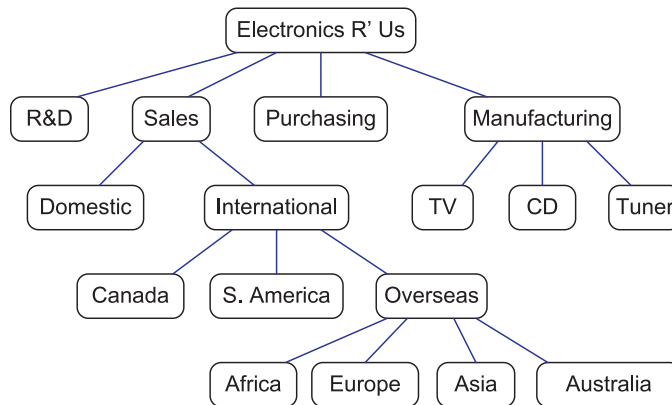 Electronics R’ Us
R&D Sales Purchasing Manufacturing
Domestic International TV CD Tuner
Canada S. America Overseas
Africa Europe Asia Australia